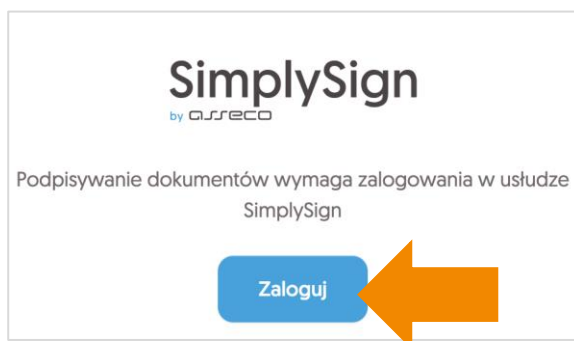 SimplySign
by asseco
Podpisywanie dokumentów wymaga zalogowania w usłudze
SimplySign
Zaloguj